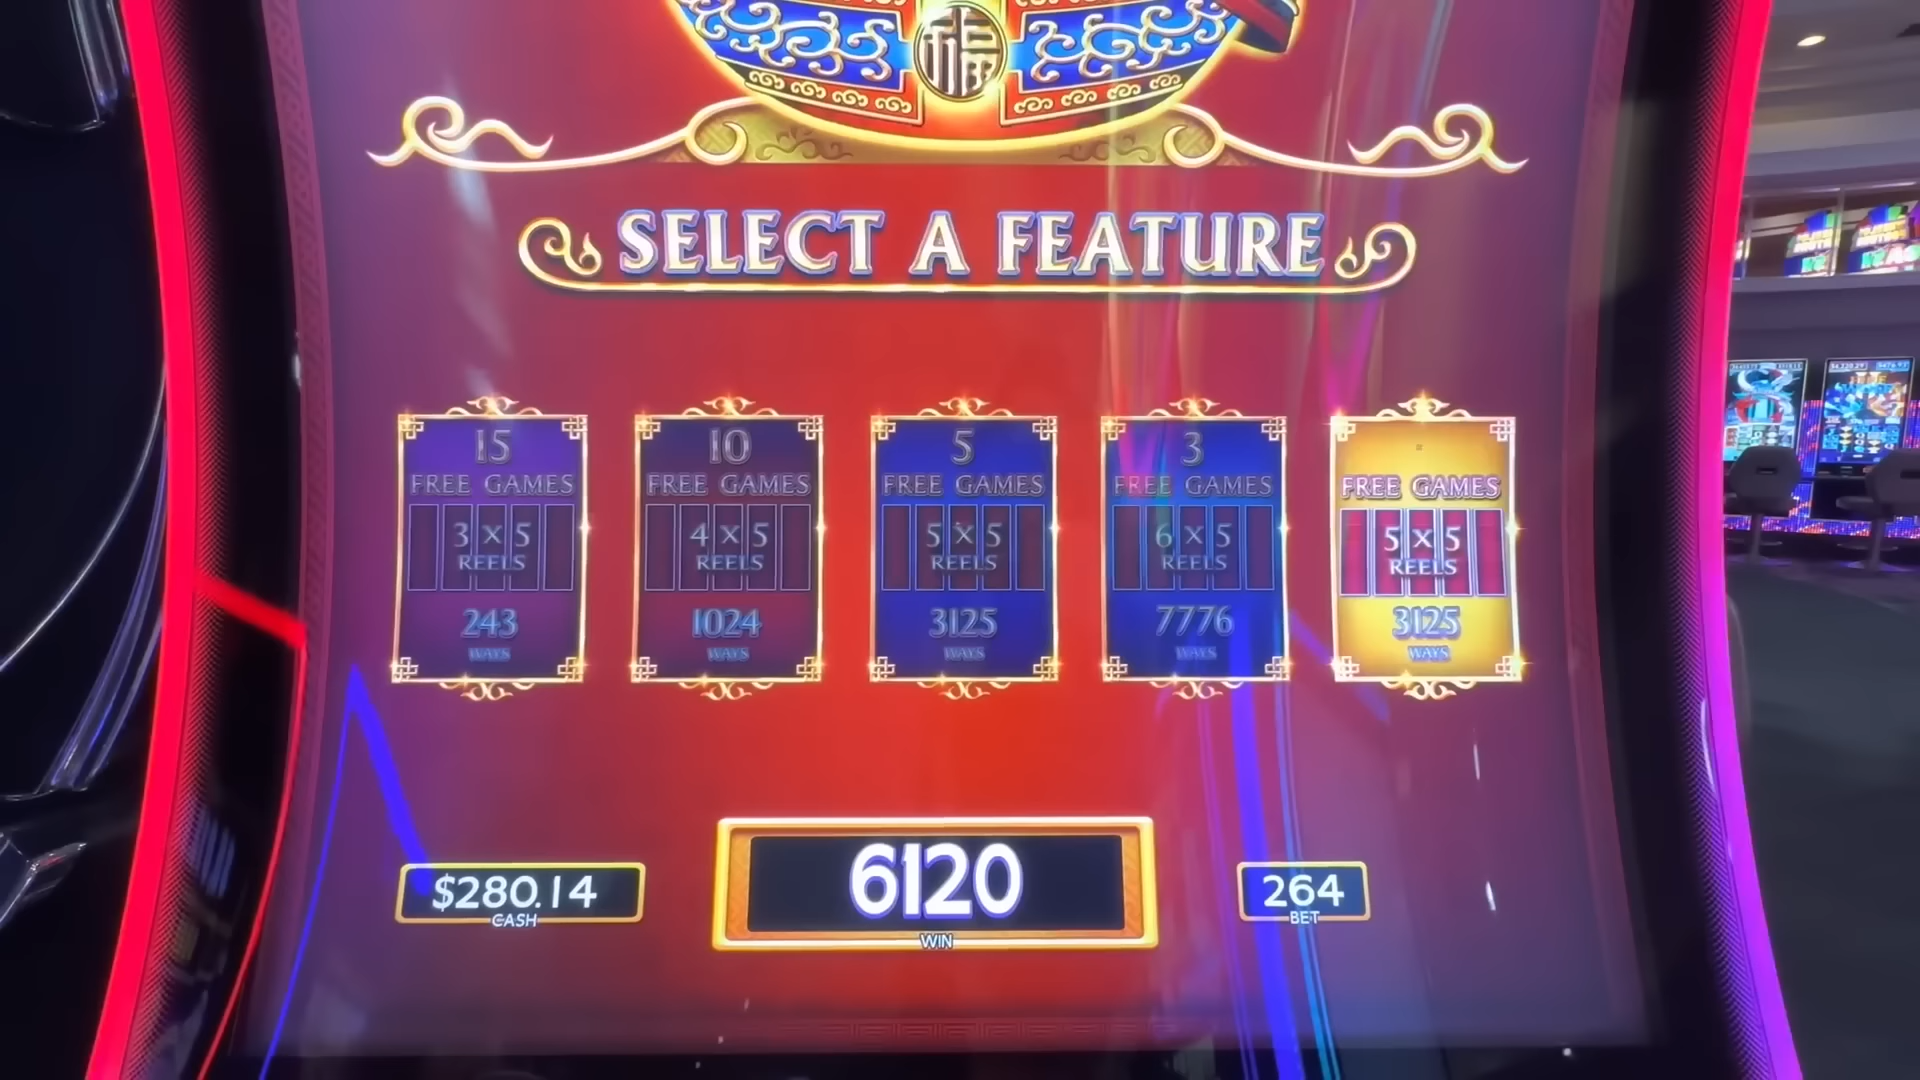 福
SELECT A FEATURE
15
FREE GAMES
3 X 5
REELS
243
WAYS
10
FREE GAMES
4 X 5
REELS
1024
WAYS
5
FREE GAMES
5 X 5
REELS
3125
WAYS
3
FREE GAMES
6 X 5
REELS
7776
WAYS
FREE GAMES
5 X 5
REELS
3125
WAYS
$280.14
CASH
6120
WIN
264
BET